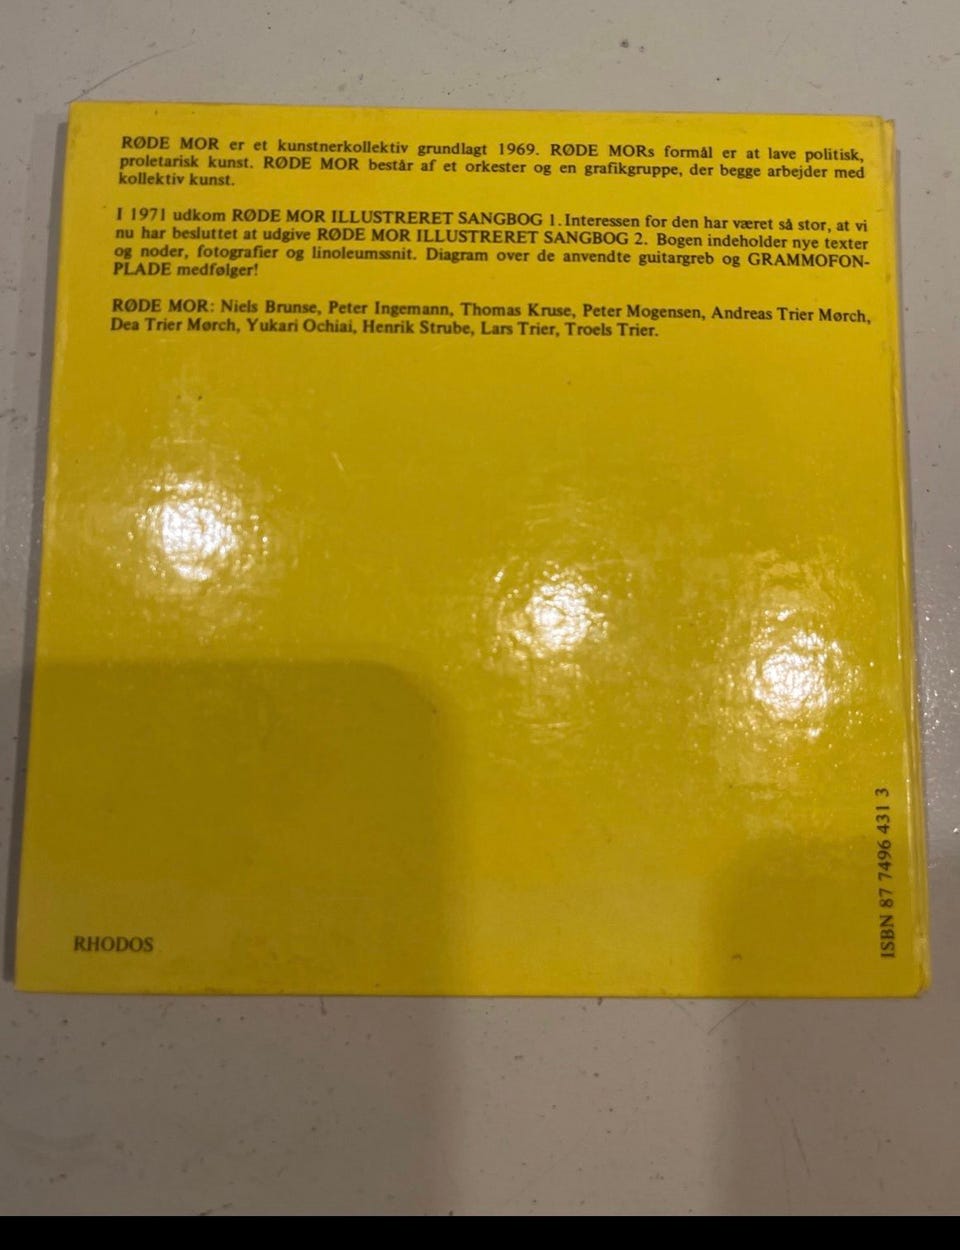 RØDE MOR er et kunstnerkollektiv grundlagt 1969. RØDE MORs formål er at lave politisk,
proletarisk kunst. RØDE MOR består af et orkester og en grafikgruppe, der begge arbejder med
kollektiv kunst.
I 1971 udkom RØDE MOR ILLUSTRERET SANGBOG 1. Interessen for den har været så stor, at vi
nu har besluttet at udgive RØDE MOR ILLUSTRERET SANGBOG 2. Bogen indeholder nye texter
og noder, fotografier og linoleumssnit. Diagram over de anvendte guitargreb og GRAMMOFON-
PLADE medfølger!
RØDE MOR: Niels Brunse, Peter Ingemann, Thomas Kruse, Peter Mogensen, Andreas Trier Mørch,
Dea Trier Mørch, Yukari Ochiai, Henrik Strube, Lars Trier, Troels Trier.
RHODOS
ISBN 87 7496 431 3